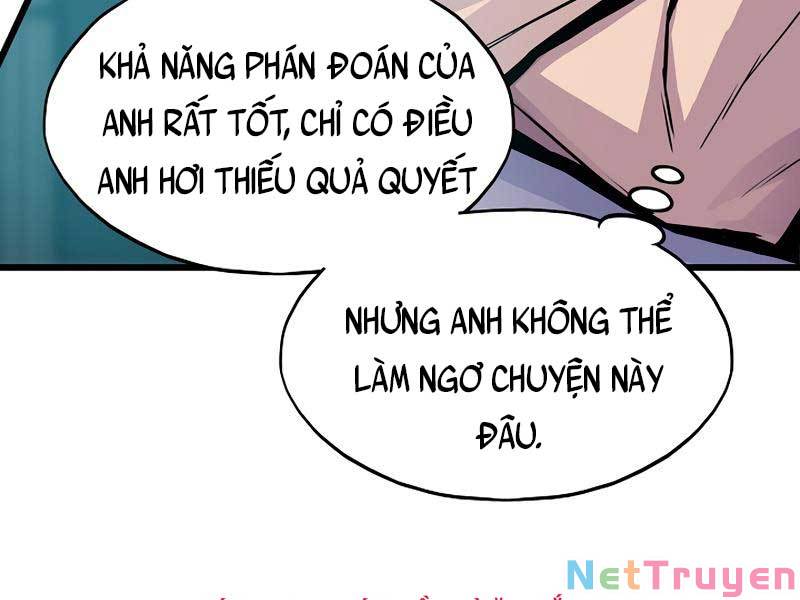 KHẢ NĂNG PHÁN ĐOÁN CỦA
ANH RẤT TỐT, CHỈ CÓ ĐIỀU
ANH HƠI THIẾU QUẢ QUYẾT
NHƯNG ANH KHÔNG THỂ
LÀM NGƠ CHUYỆN NÀY
ĐÂU.
NetTruyen